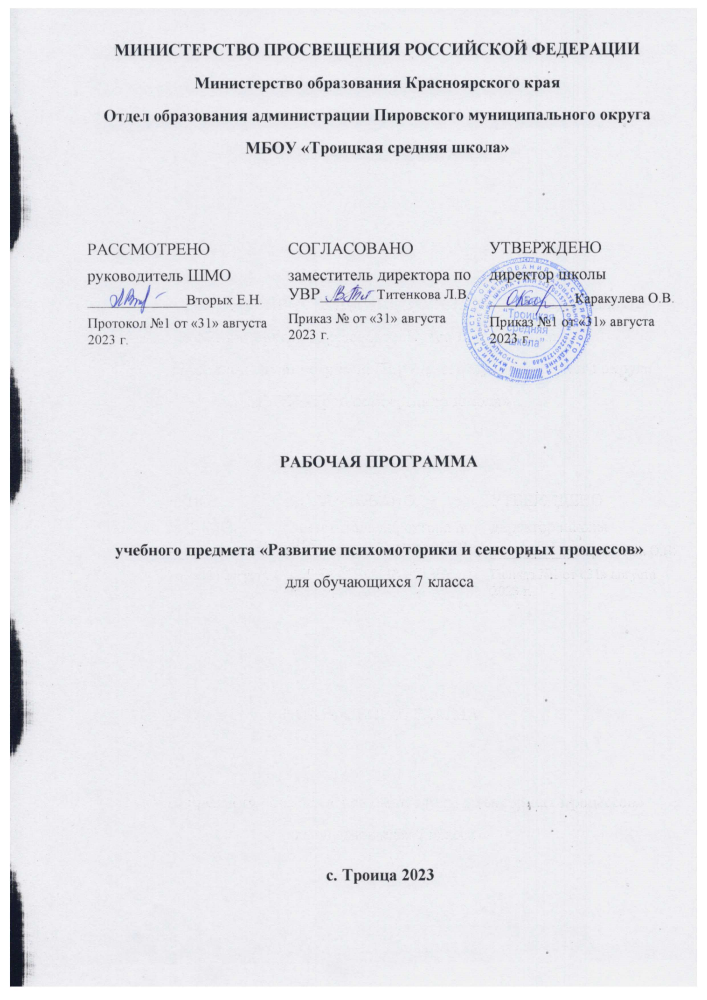 МИНИСТЕРСТВО ПРОСВЕЩЕНИЯ РОССИЙСКОЙ ФЕДЕРАЦИИ
Министерство образования Красноярского края
Отдел образования администрации Пировского муниципального округа
МБОУ «Троицкая средняя школа»
РАССМОТРЕНО
руководитель ШМО
Вторых Е.Н.
Протокол №1 от «31» августа
2023 г.
СОГЛАСОВАНО
заместитель директора по
УВР Титенкова Л.В.
Приказ № от «31» августа
2023 г.
УТВЕРЖДЕНО
директор школы
Каракулева О.В.
Приказ №1 от «31» августа
2023 г.
“Троицкая
средняя
школа”
РАБОЧАЯ ПРОГРАММА
учебного предмета «Развитие психомоторики и сенсорных процессов»
для обучающихся 7 класса
с. Троица 2023